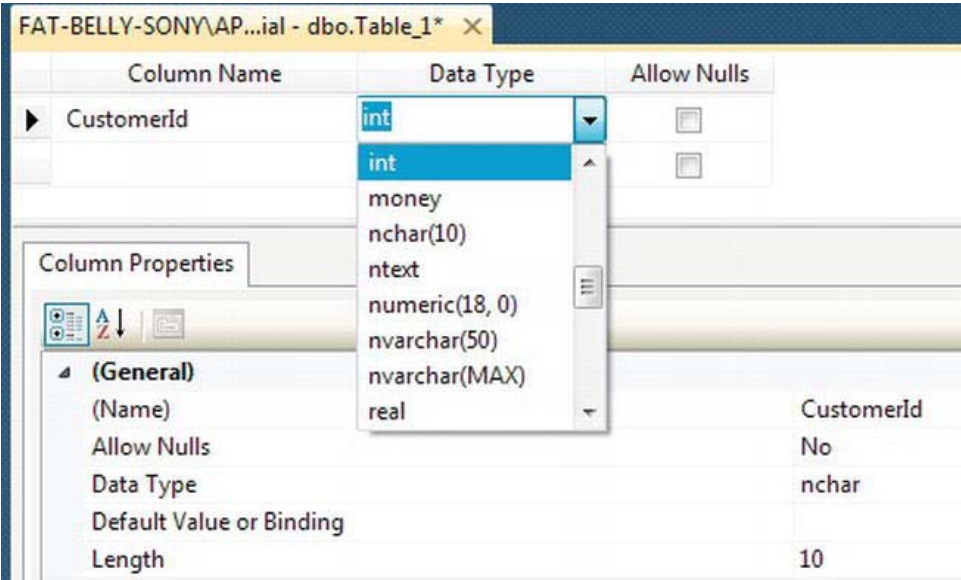 FAT-BELLY-SONY\AP...ial - dbo.Table_1*
Column Name Data Type Allow Nulls
CustomerId int
int
money
nchar(10)
ntext
numeric(18, 0)
nvarchar(50)
nvarchar(MAX)
real
Column Properties
(General)
(Name) CustomerId
Allow Nulls No
Data Type nchar
Default Value or Binding
Length 10